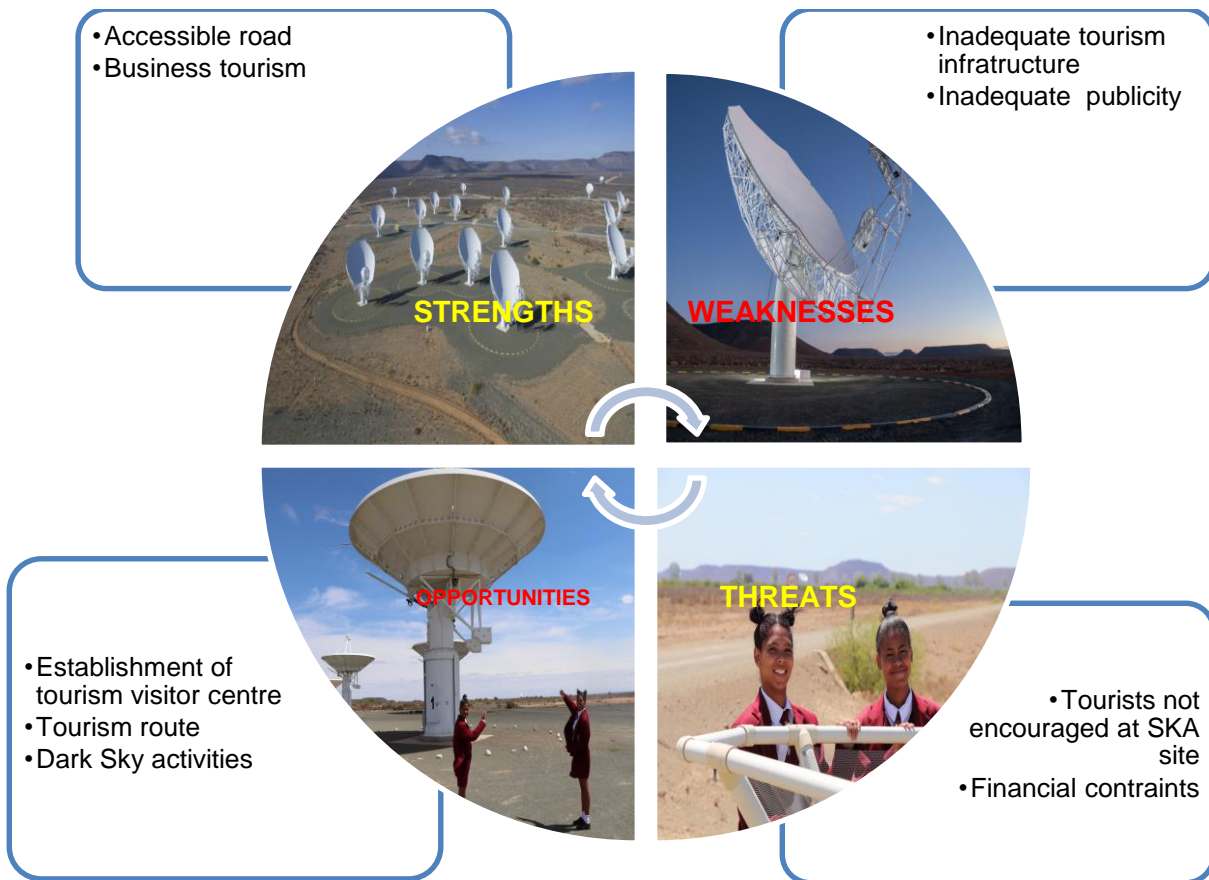 •Accessible road
•Business tourism
•Inadequate tourism
infratructure
•Inadequate publicity
STRENGTHS
WEAKNESSES
OPPORTUNITIES
THREATS
•Establishment of
tourism visitor centre
•Tourism route
•Dark Sky activities
•Tourists not
encouraged at SKA
site
•Financial contraints